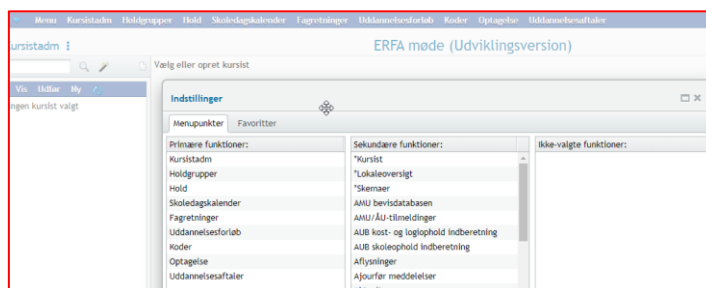 Menu Kursistadm Holdgrupper Hold Skoledagskalender Fagretninger Uddannelsesforløb Koder Optagelse Uddannelsesaftaler
ursistadm
ERFA møde (Udviklingsversion)
Vælg eller opret kursist
Vis Udfør Ny
ngen kursist valgt
Indstillinger
Menupunkter Favoritter
Primære funktioner: Sekundære funktioner: Ikke-valgte funktioner:
Kursistadm *Kursist
Holdgrupper *Lokaleoversigt
Hold *Skemaer
Skoledagskalender AMU bevisdatabasen
Fagretninger AMU/ÅU-tilmeldinger
Uddannelsesforløb AUB kost- og logiophold indberetning
Koder AUB skoleophold indberetning
Optagelse Aflysninger
Uddannelsesaftaler Ajourfør meddelelser